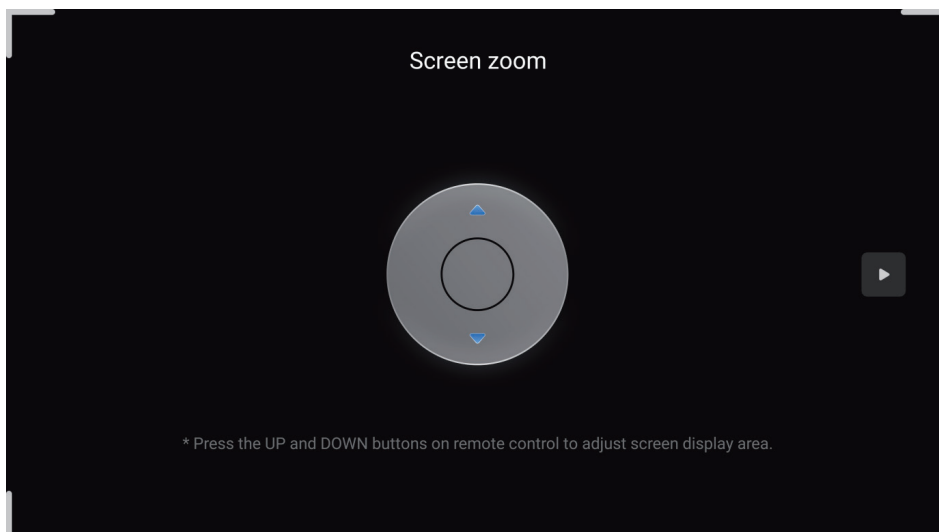 Screen zoom
* Press the UP and DOWN buttons on remote control to adjust screen display area.